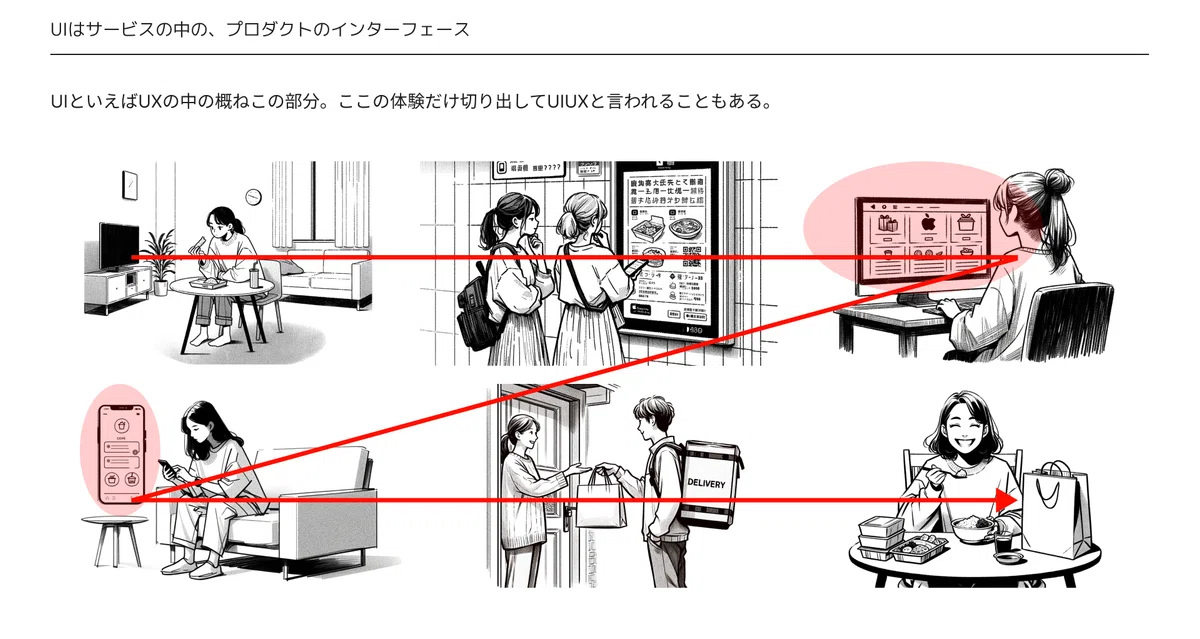 UIはサービスの中の、プロダクトのインターフェース
UIといえばUXの中の概ねこの部分。ここの体験だけ切り出してUIUXと言われることもある。
DELIVERY